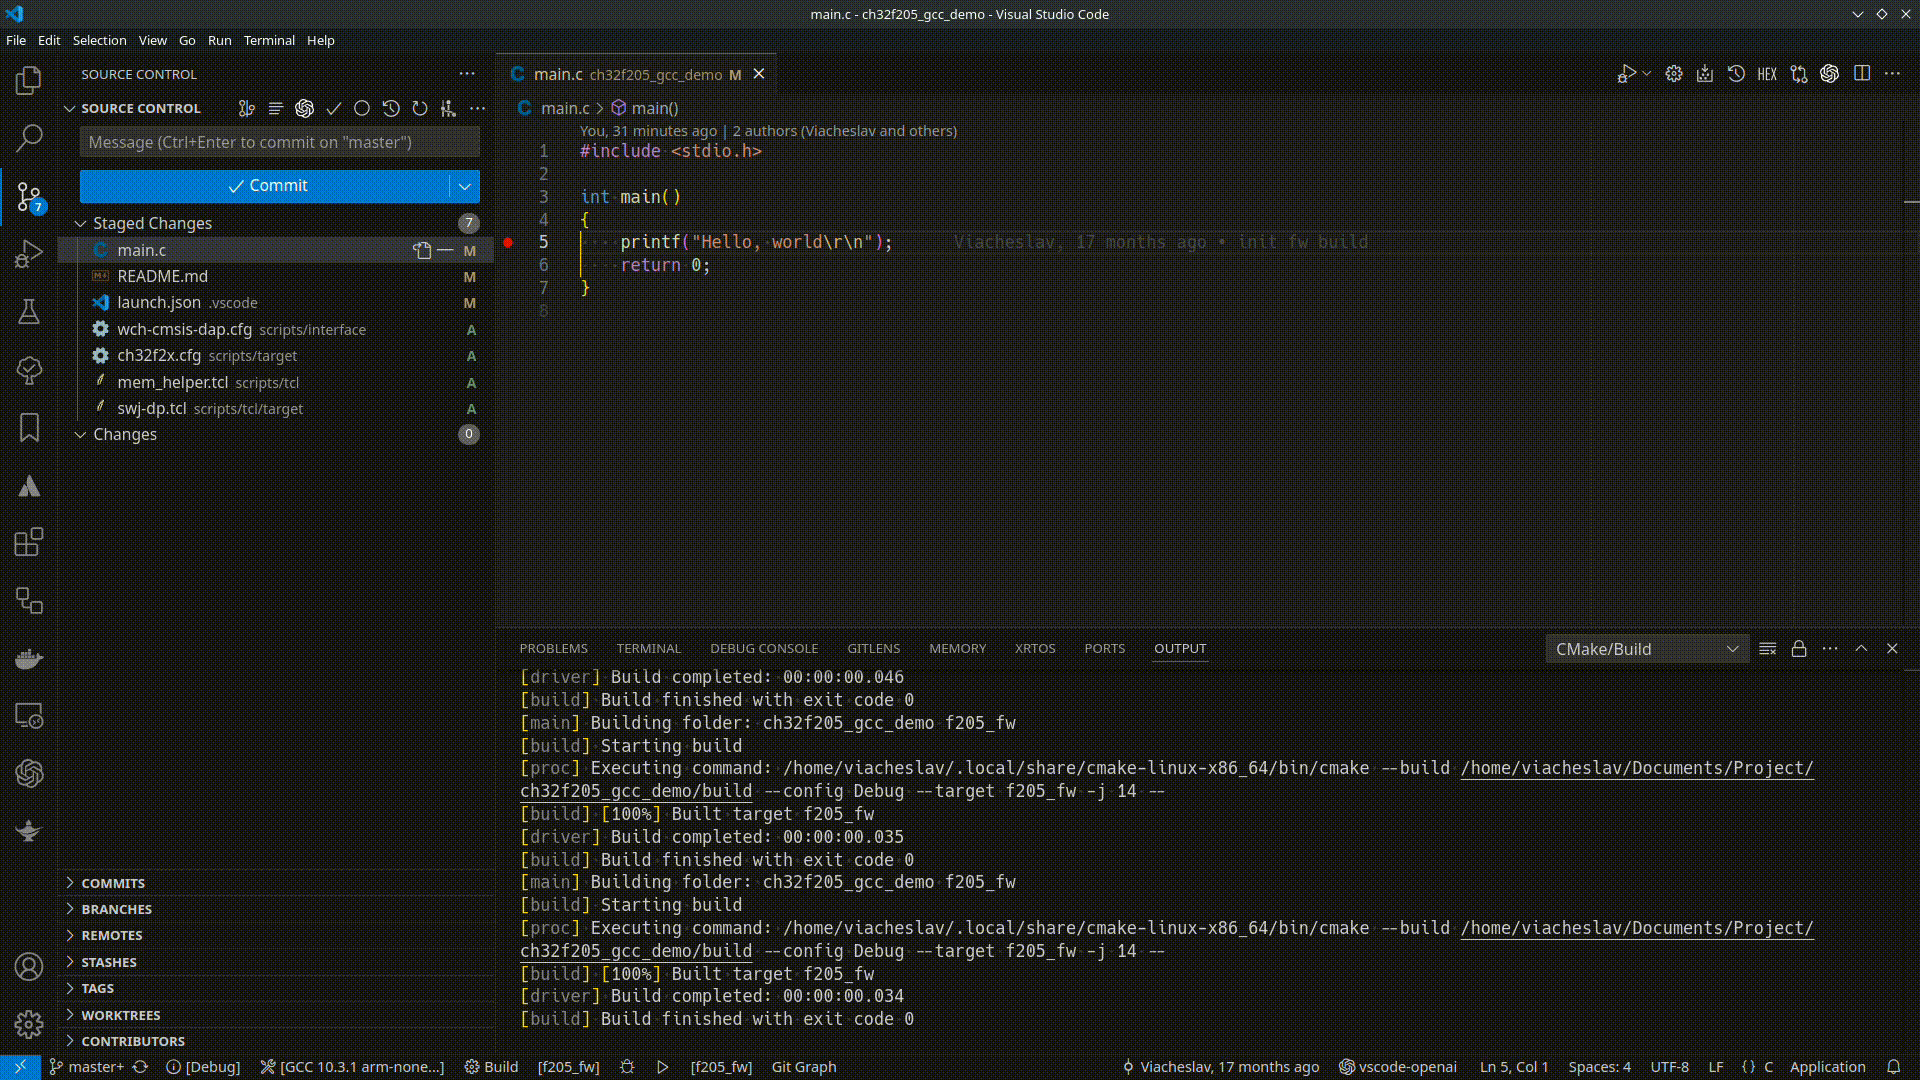 main.c - ch32f205_gcc_demo - Visual Studio Code
File Edit Selection View Go Run Terminal Help
SOURCE CONTROL
SOURCE CONTROL
Message (Ctrl+Enter to commit on "master")
Commit
7
Staged Changes 7
main.c M
README.md M
launch.json .vscode M
wch-cmsis-dap.cfg scripts/interface A
ch32f2x.cfg scripts/target A
mem_helper.tcl scripts/tcl A
swj-dp.tcl scripts/tcl/target A
Changes 0
COMMITS
BRANCHES
REMOTES
STASHES
TAGS
WORKTREES
CONTRIBUTORS
main.c ch32f205_gcc_demo M
HEX
main.c > main()
You, 31 minutes ago | 2 authors (Viacheslav and others)
1 #include <stdio.h>
2
3 int main()
4 {
5 printf("Hello, world\r\n"); Viacheslav, 17 months ago • init fw build
6 return 0;
7 }
8
PROBLEMS TERMINAL DEBUG CONSOLE GITLENS MEMORY XRTOS PORTS OUTPUT CMake/Build
[driver] Build completed: 00:00:00.046
[build] Build finished with exit code 0
[main] Building folder: ch32f205_gcc_demo f205_fw
[build] Starting build
[proc] Executing command: /home/viacheslav/.local/share/cmake-linux-x86_64/bin/cmake --build /home/viacheslav/Documents/Project/
ch32f205_gcc_demo/build --config Debug --target f205_fw -j 14 --
[build] [100%] Built target f205_fw
[driver] Build completed: 00:00:00.035
[build] Build finished with exit code 0
[main] Building folder: ch32f205_gcc_demo f205_fw
[build] Starting build
[proc] Executing command: /home/viacheslav/.local/share/cmake-linux-x86_64/bin/cmake --build /home/viacheslav/Documents/Project/
ch32f205_gcc_demo/build --config Debug --target f205_fw -j 14 --
[build] [100%] Built target f205_fw
[driver] Build completed: 00:00:00.034
[build] Build finished with exit code 0
master+ [Debug] [GCC 10.3.1 arm-none...] Build [f205_fw] [f205_fw] Git Graph Viacheslav, 17 months ago vscode-openai Ln 5, Col 1 Spaces: 4 UTF-8 LF {} C Application